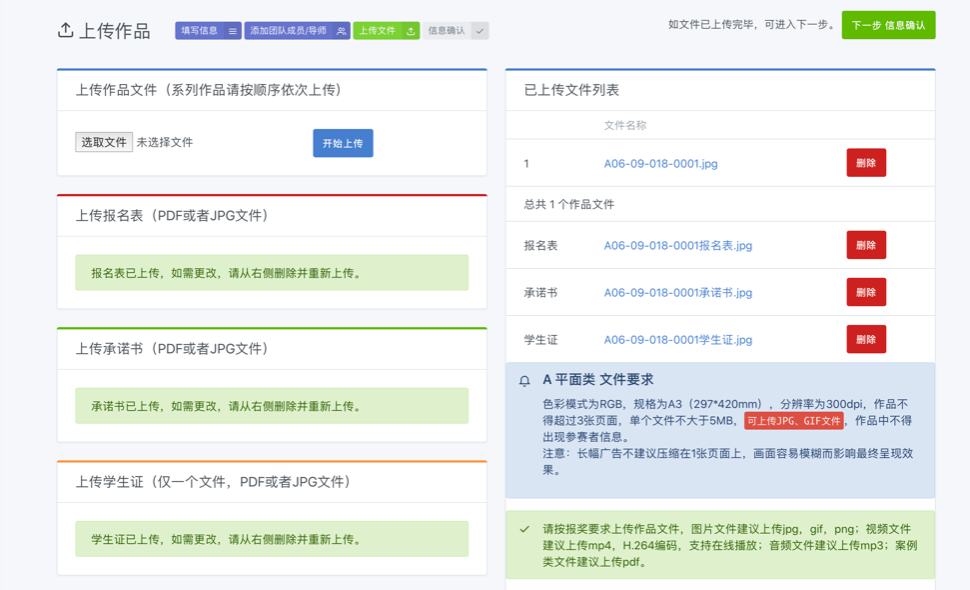 上传作品 填写信息 添加团队成员/导师 上传文件 信息确认
如文件已上传完毕，可进入下一步。 下一步 信息确认
上传作品文件（系列作品请按顺序依次上传）
选取文件 未选择文件 开始上传
上传报名表（PDF或者JPG文件）
报名表已上传，如需更改，请从右侧删除并重新上传。
上传承诺书（PDF或者JPG文件）
承诺书已上传，如需更改，请从右侧删除并重新上传。
上传学生证（仅一个文件，PDF或者JPG文件）
学生证已上传，如需更改，请从右侧删除并重新上传。
已上传文件列表
文件名称
1 A06-09-018-0001.jpg 删除
总共 1 个作品文件
报名表 A06-09-018-0001报名表.jpg 删除
承诺书 A06-09-018-0001承诺书.jpg 删除
学生证 A06-09-018-0001学生证.jpg 删除
A 平面类 文件要求
色彩模式为RGB，规格为A3（297*420mm），分辨率为300dpi，作品不
得超过3张页面，单个文件不大于5MB，可上传JPG、GIF文件，作品中不得
出现参赛者信息。
注意：长幅广告不建议压缩在1张页面上，画面容易模糊而影响最终呈现效
果。
请按报奖要求上传作品文件，图片文件建议上传jpg，gif，png；视频文件
建议上传mp4，H.264编码，支持在线播放；音频文件建议上传mp3；案例
类文件建议上传pdf。